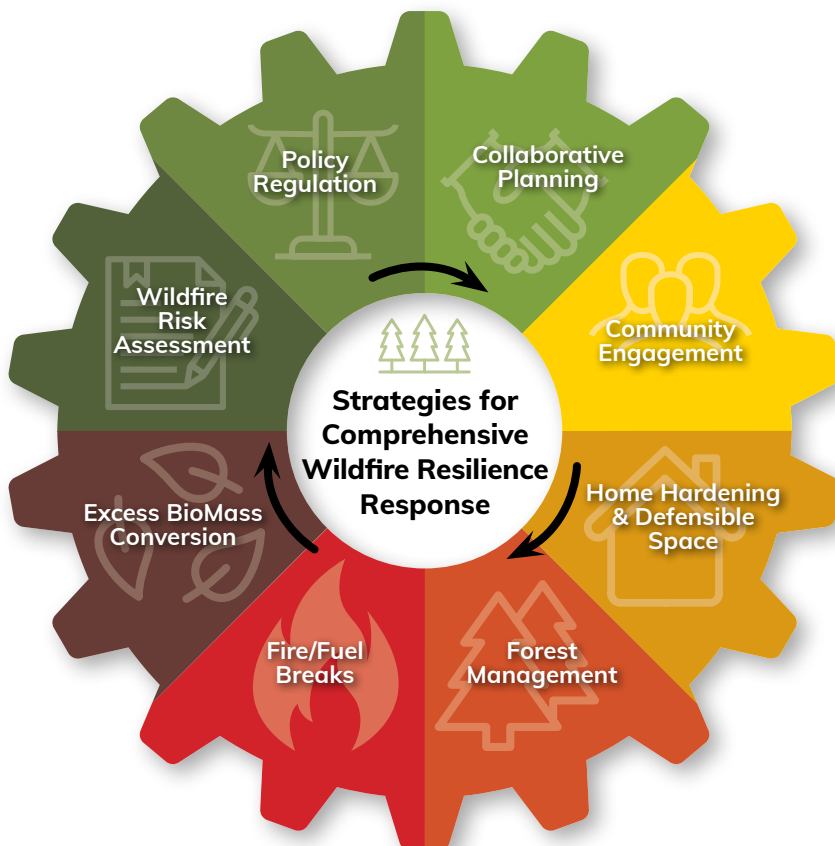 Policy
Regulation
Collaborative
Planning
Community
Engagement
Home Hardening
& Defensible
Space
Forest
Management
Fire/Fuel
Breaks
Excess BioMass
Conversion
Wildfire
Risk
Assessment
Strategies for
Comprehensive
Wildfire Resilience
Response